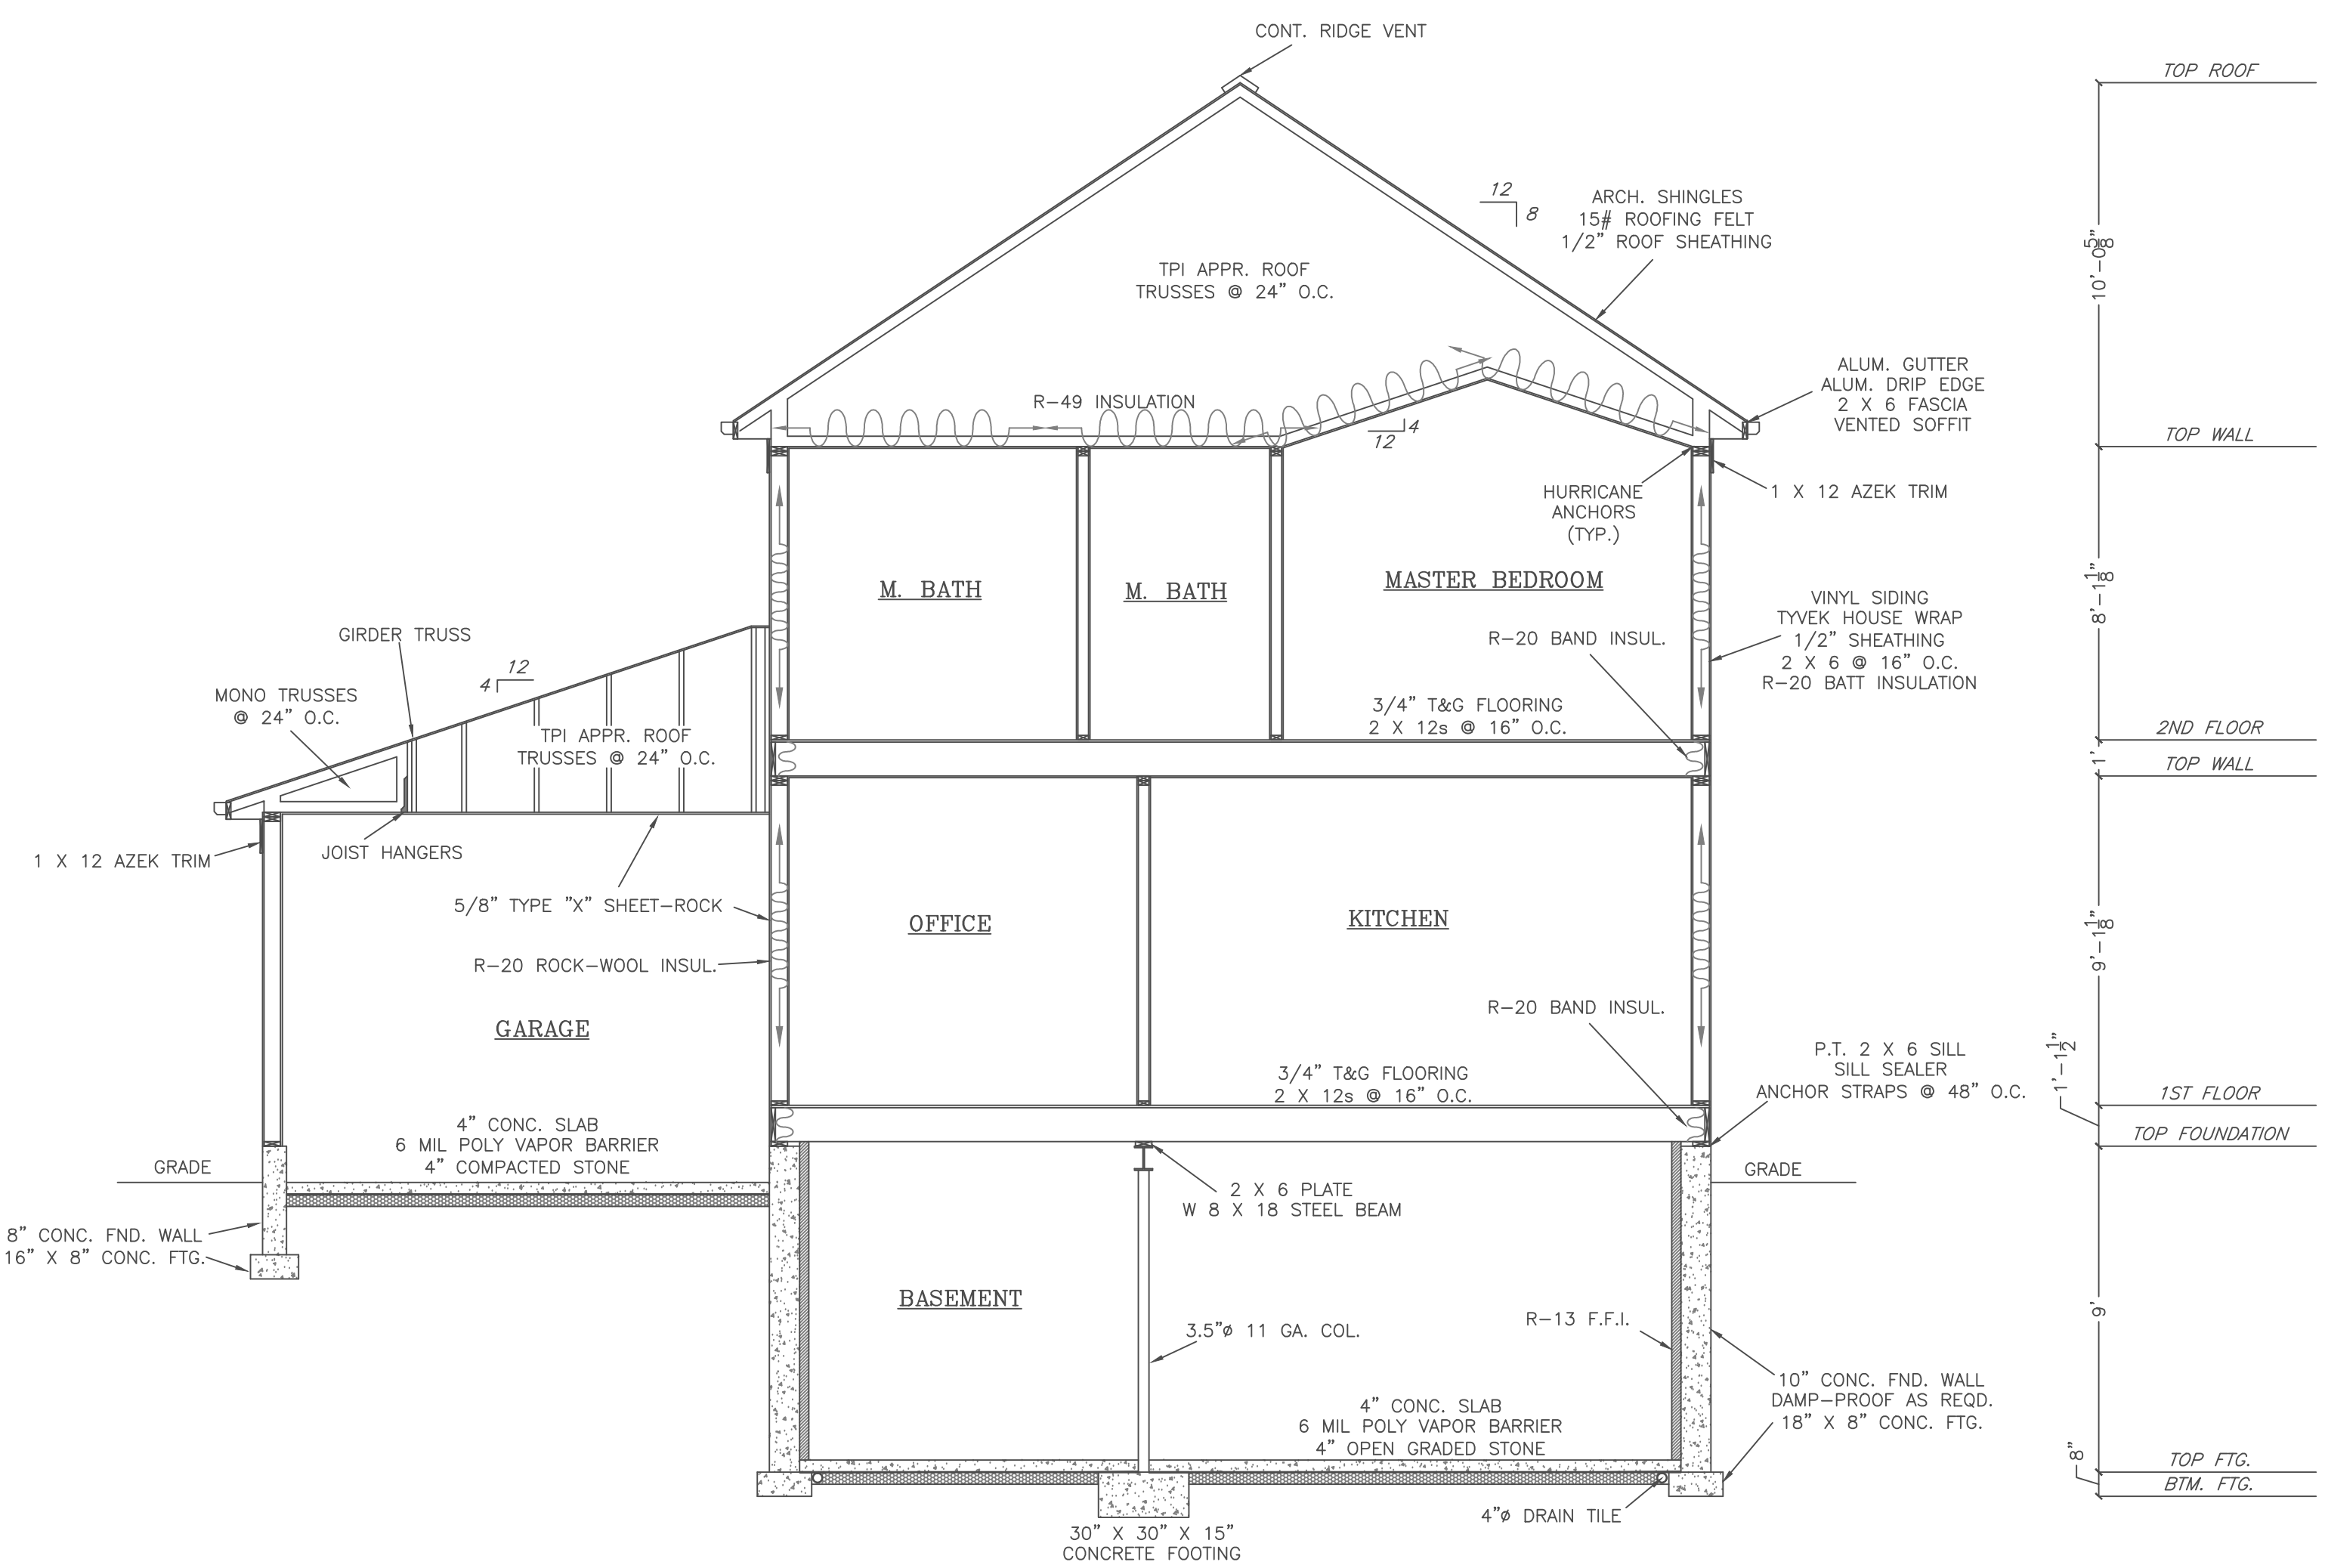 CONT. RIDGE VENT
TOP ROOF
12
8
ARCH. SHINGLES
15# ROOFING FELT
1/2" ROOF SHEATHING
10'-0 5/8"
TPI APPR. ROOF
TRUSSES @ 24" O.C.
R-49 INSULATION
4
12
ALUM. GUTTER
ALUM. DRIP EDGE
2 X 6 FASCIA
VENTED SOFFIT
TOP WALL
HURRICANE
ANCHORS
(TYP.)
1 X 12 AZEK TRIM
M. BATH
M. BATH
MASTER BEDROOM
8'-1 1/8"
VINYL SIDING
TYVEK HOUSE WRAP
1/2" SHEATHING
2 X 6 @ 16" O.C.
R-20 BATT INSULATION
R-20 BAND INSUL.
3/4" T&G FLOORING
2 X 12s @ 16" O.C.
2ND FLOOR
1'
TOP WALL
GIRDER TRUSS
12
4
MONO TRUSSES
@ 24" O.C.
TPI APPR. ROOF
TRUSSES @ 24" O.C.
1 X 12 AZEK TRIM
JOIST HANGERS
5/8" TYPE "X" SHEET-ROCK
R-20 ROCK-WOOL INSUL.
GARAGE
OFFICE
KITCHEN
9'-1 1/8"
R-20 BAND INSUL.
3/4" T&G FLOORING
2 X 12s @ 16" O.C.
P.T. 2 X 6 SILL
SILL SEALER
ANCHOR STRAPS @ 48" O.C.
1'-1 1/2"
1ST FLOOR
TOP FOUNDATION
4" CONC. SLAB
6 MIL POLY VAPOR BARRIER
4" COMPACTED STONE
GRADE
GRADE
8" CONC. FND. WALL
16" X 8" CONC. FTG.
2 X 6 PLATE
W 8 X 18 STEEL BEAM
BASEMENT
3.5"ø 11 GA. COL.
R-13 F.F.I.
9'
10" CONC. FND. WALL
DAMP-PROOF AS REQD.
18" X 8" CONC. FTG.
4" CONC. SLAB
6 MIL POLY VAPOR BARRIER
4" OPEN GRADED STONE
8"
TOP FTG.
BTM. FTG.
4"ø DRAIN TILE
30" X 30" X 15"
CONCRETE FOOTING